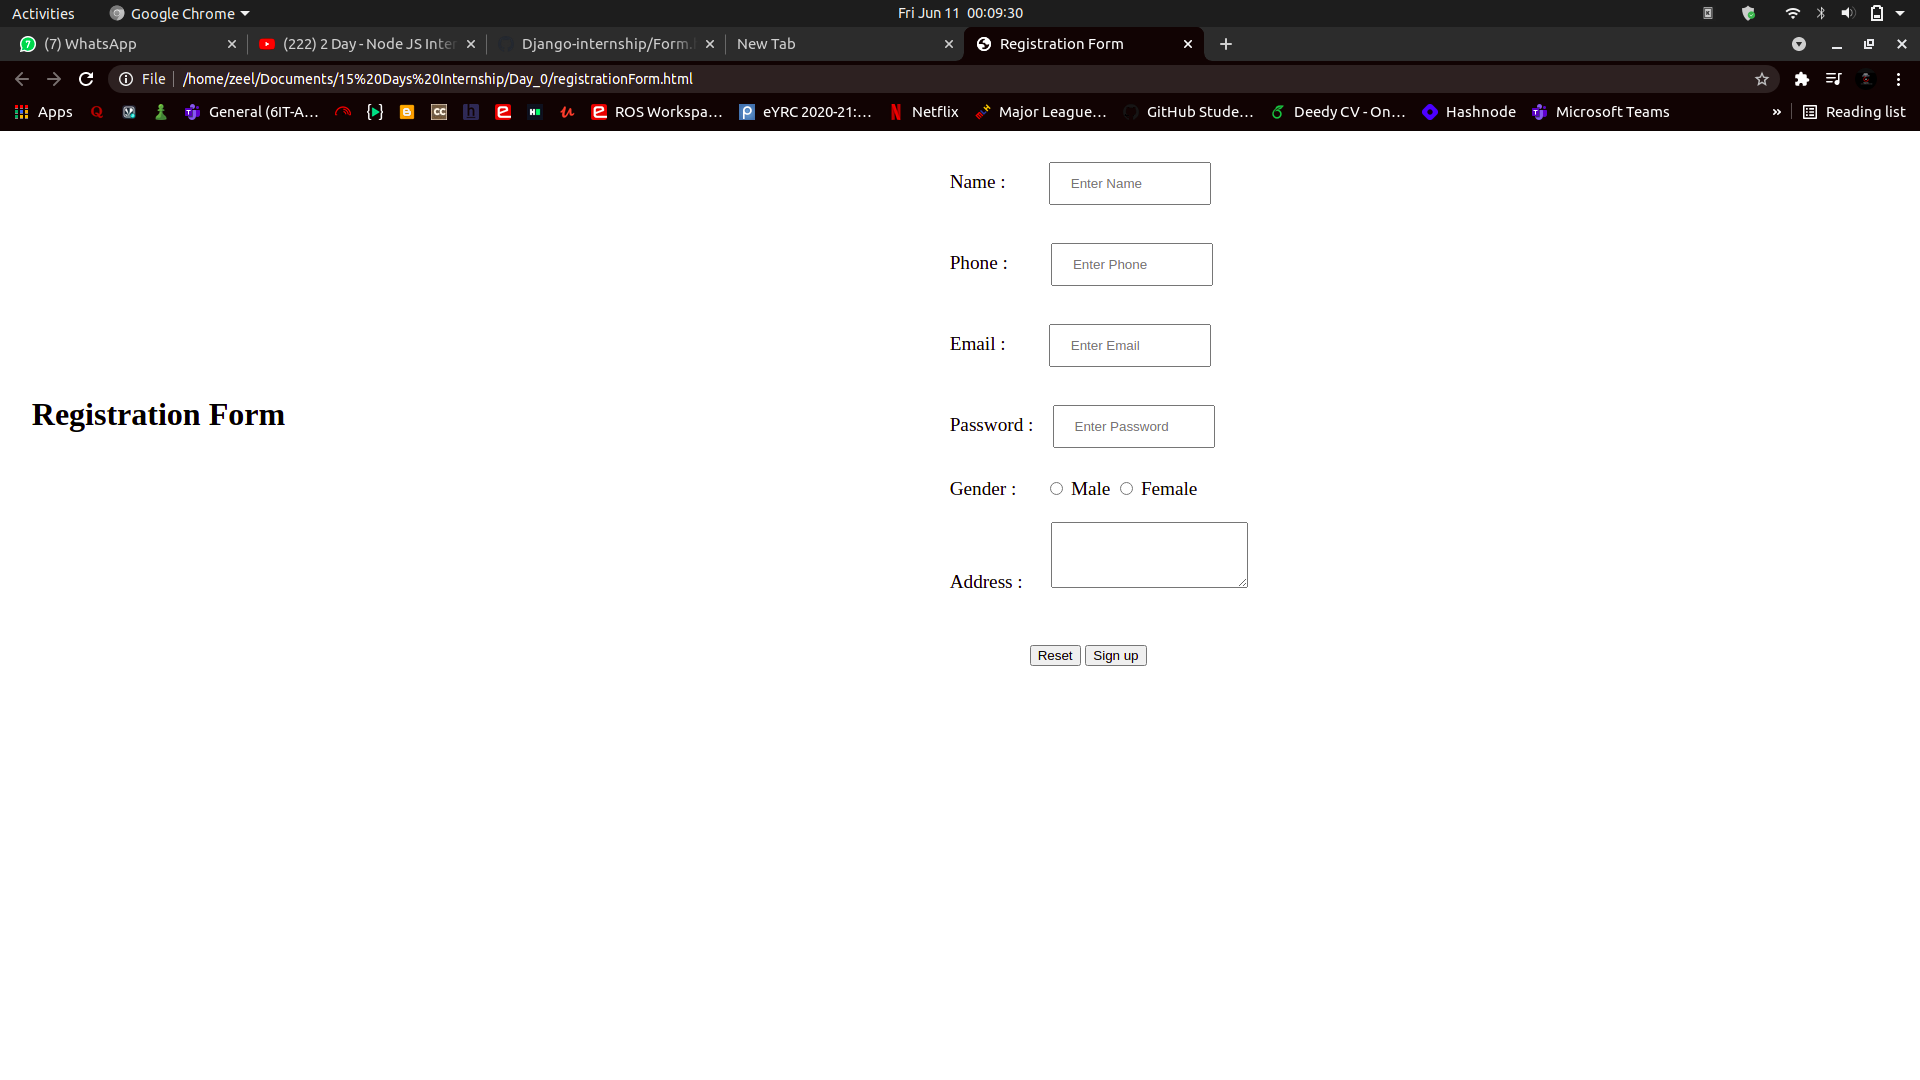 Activities Google Chrome Fri Jun 11 00:09:30
(7) WhatsApp (222) 2 Day - Node JS Inter Django-internship/Form. New Tab Registration Form
File /home/zeel/Documents/15%20Days%20Internship/Day_0/registrationForm.html
Apps General (6IT-A... ROS Workspa... eYRC 2020-21:... Netflix Major League... GitHub Stude... Deedy CV - On... Hashnode Microsoft Teams » Reading list
Name : Enter Name
Phone : Enter Phone
Email : Enter Email
Registration Form
Password : Enter Password
Gender : Male Female
Address :
Reset Sign up